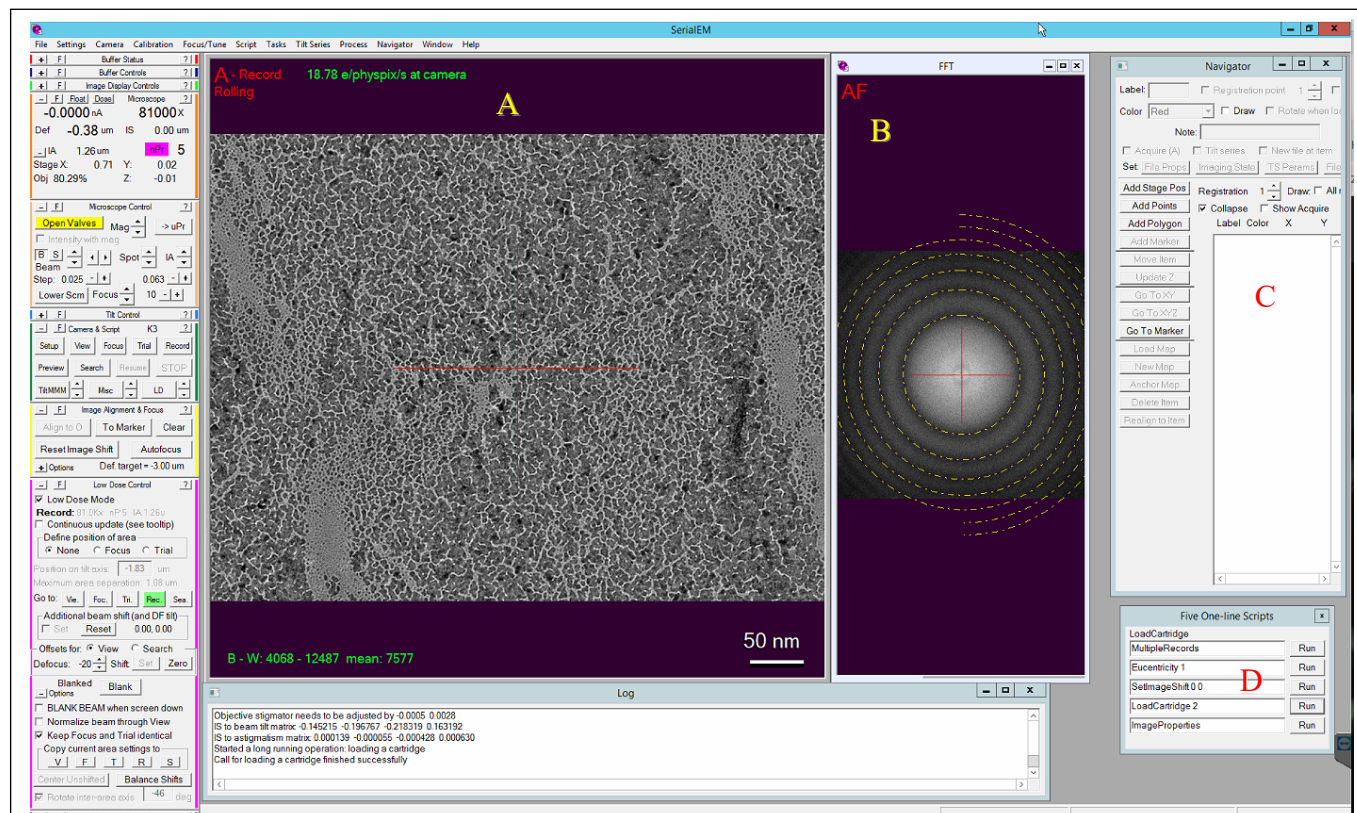 SerialEM
File Settings Camera Calibration Focus/Tune Script Tasks Tilt Series Process Navigator Window Help
+ F Buffer Status ?
+ F Buffer Controls ?
+ F Image Display Controls ?
- F Float Dose Microscope ?
-0.0000 nA 81000 X
Def -0.38 um IS 0.00 um
- IA 1.26 um nPr 5
Stage X: 0.71 Y: 0.02
Obj 80.29% Z: -0.01
- F Microscope Control ?
Open Valves Mag -> uPr
Intensity with mag
B S Spot IA
Beam
Step: 0.025 - + 0.063 - +
Lower Scrn Focus 10 - +
+ F Tilt Control ?
- F Camera & Script K3 ?
Setup View Focus Trial Record
Preview Search Resume STOP
TiltMMM Misc LD
- F Image Alignment & Focus ?
Align to O To Marker Clear
Reset Image Shift Autofocus
+ Options Def. target = -3.00 um
- F Low Dose Control ?
Low Dose Mode
Record: 81.0Kx nP 5 IA 1.26u
Continuous update (see tooltip)
Define position of area
None Focus Trial
Position on tilt axis: -1.83 um
Maximum area separation: 1.08 um
Go to: Vie. Foc. Tri. Rec. Sea.
Additional beam shift (and DF tilt)
Set Reset 0.00, 0.00
Offsets for: View Search
Defocus: -20 Shift: Set Zero
Blanked Blank
- Options
BLANK BEAM when screen down
Normalize beam through View
Keep Focus and Trial identical
Copy current area settings to
V F T R S
Center Unshifted Balance Shifts
Rotate inter-area axis -46 deg
A - Record 18.78 e/physpix/s at camera
Rolling
A
50 nm
B - W: 4068 - 12487 mean: 7577
FFT
AF
B
Log
Objective stigmator needs to be adjusted by -0.0005 0.0028
IS to beam tilt matrix: -0.145215 -0.196767 -0.218319 0.163192
IS to astigmatism matrix: 0.000139 -0.000055 -0.000428 0.000630
Started a long running operation: loading a cartridge
Call for loading a cartridge finished successfully
Navigator
Label: Registration point 1
Color Red Draw Rotate when loa
Note:
Acquire (A) Tilt series New file at item
Set: File Props Imaging State TS Params File
Add Stage Pos Registration 1 Draw: All r
Add Points Collapse Show Acquire
Add Polygon Label Color X Y
Add Marker
Move Item
Update Z
Go To XY
Go To XYZ
Go To Marker
Load Map
New Map
Anchor Map
Delete Item
Realign to Item
C
Five One-line Scripts x
LoadCartridge
MultipleRecords Run
Eucentricity 1 Run
SetImageShift 0 0 Run
LoadCartridge 2 Run
ImageProperties Run
D